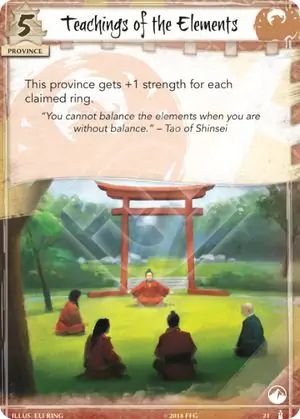 5
Teachings of the Elements
PROVINCE
This province gets +1 strength for each
claimed ring.
“You cannot balance the elements when you are
without balance.” – Tao of Shinsei
ILLUS. ELI RING
©2018 FFG
21